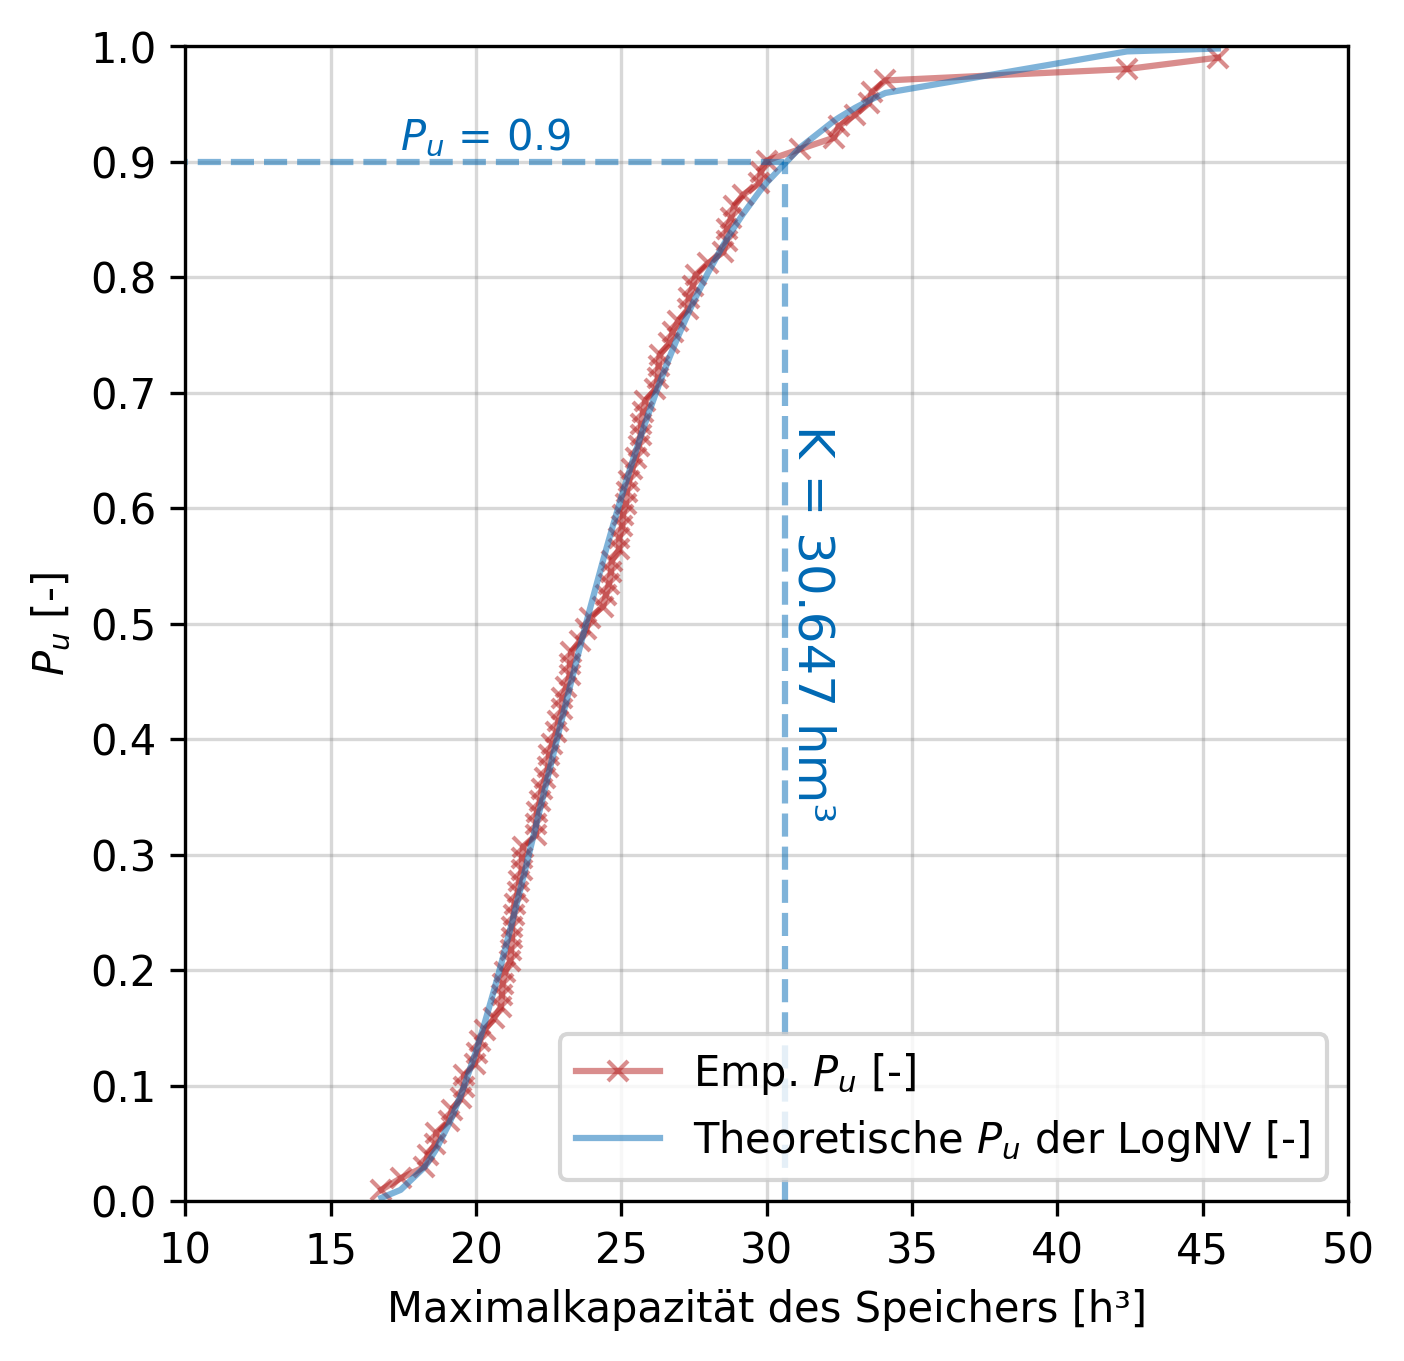 1.0
0.9
0.8
0.7
0.6
0.5
0.4
0.3
0.2
0.1
0.0
P_u [-]
P_u = 0.9
K = 30.647 hm³
Emp. P_u [-]
Theoretische P_u der LogNV [-]
10 15 20 25 30 35 40 45 50
Maximalkapazität des Speichers [h³]